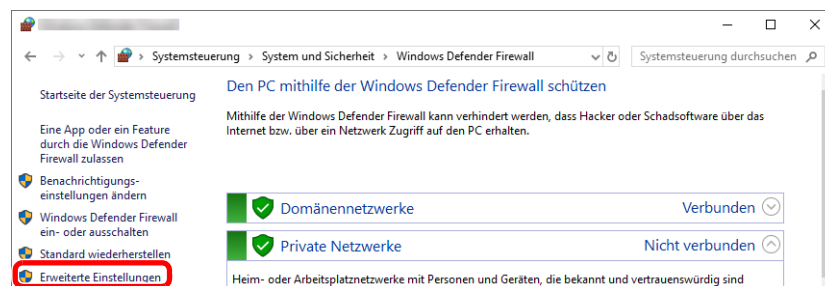 Systemsteuerung > System und Sicherheit > Windows Defender Firewall
Systemsteuerung durchsuchen
Startseite der Systemsteuerung
Eine App oder ein Feature
durch die Windows Defender
Firewall zulassen
Benachrichtigungs-
einstellungen ändern
Windows Defender Firewall
ein- oder ausschalten
Standard wiederherstellen
Erweiterte Einstellungen
Den PC mithilfe der Windows Defender Firewall schützen
Mithilfe der Windows Defender Firewall kann verhindert werden, dass Hacker oder Schadsoftware über das
Internet bzw. über ein Netzwerk Zugriff auf den PC erhalten.
Domänennetzwerke Verbunden
Private Netzwerke Nicht verbunden
Heim- oder Arbeitsplatznetzwerke mit Personen und Geräten, die bekannt und vertrauenswürdig sind